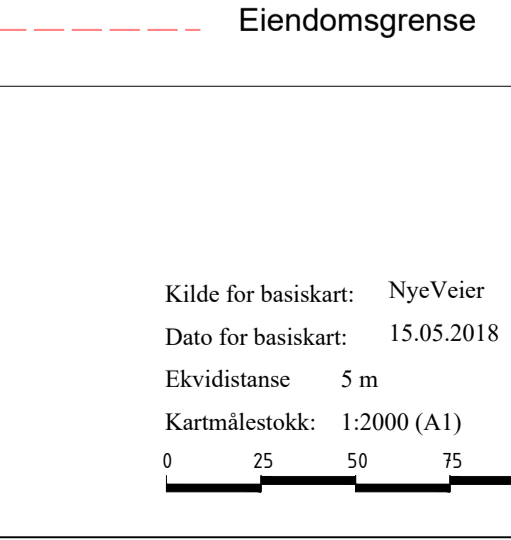 Eiendomsgrense
Kilde for basiskart: NyeVeier
Dato for basiskart: 15.05.2018
Ekvidistanse 5 m
Kartmålestokk: 1:2000 (A1)
0 25 50 75